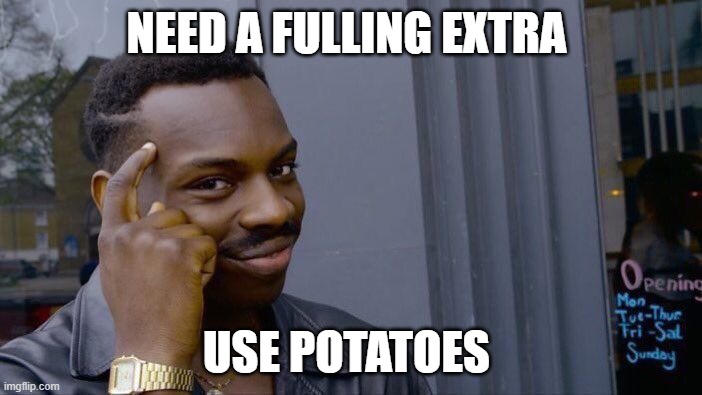 NEED A FULLING EXTRA
Opening
Mon
Tue-Thur
Fri-Sat
Sunday
USE POTATOES
imgflip.com